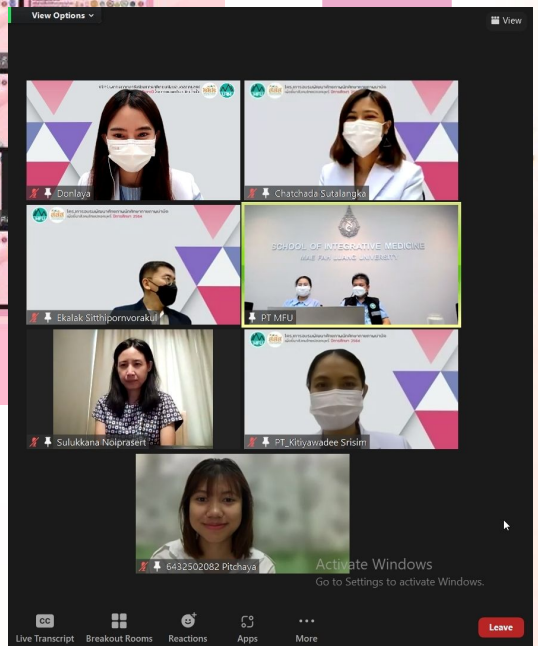 View Options
View
Donlaya
Chatchada Sutalangka
Ekalak Sitthipornvorakul
SCHOOL OF INTEGRATIVE MEDICINE
MAE FAH LUANG UNIVERSITY
PT MFU
Sulukkana Noiprasert
PT_Kitiyawadee Srisim
6432502082 Pitchaya
Activate Windows
Go to Settings to activate Windows.
CC
Live Transcript
Breakout Rooms
Reactions
Apps
More
Leave